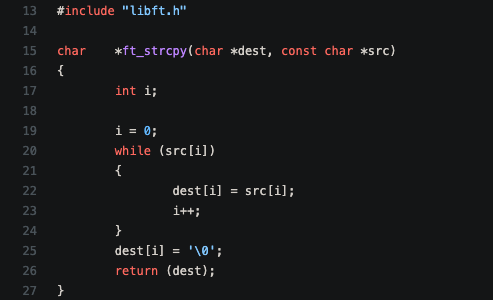 13 #include "libft.h"
14
15 char    *ft_strcpy(char *dest, const char *src)
16 {
17         int i;
18
19         i = 0;
20         while (src[i])
21         {
22                 dest[i] = src[i];
23                 i++;
24         }
25         dest[i] = '\0';
26         return (dest);
27 }